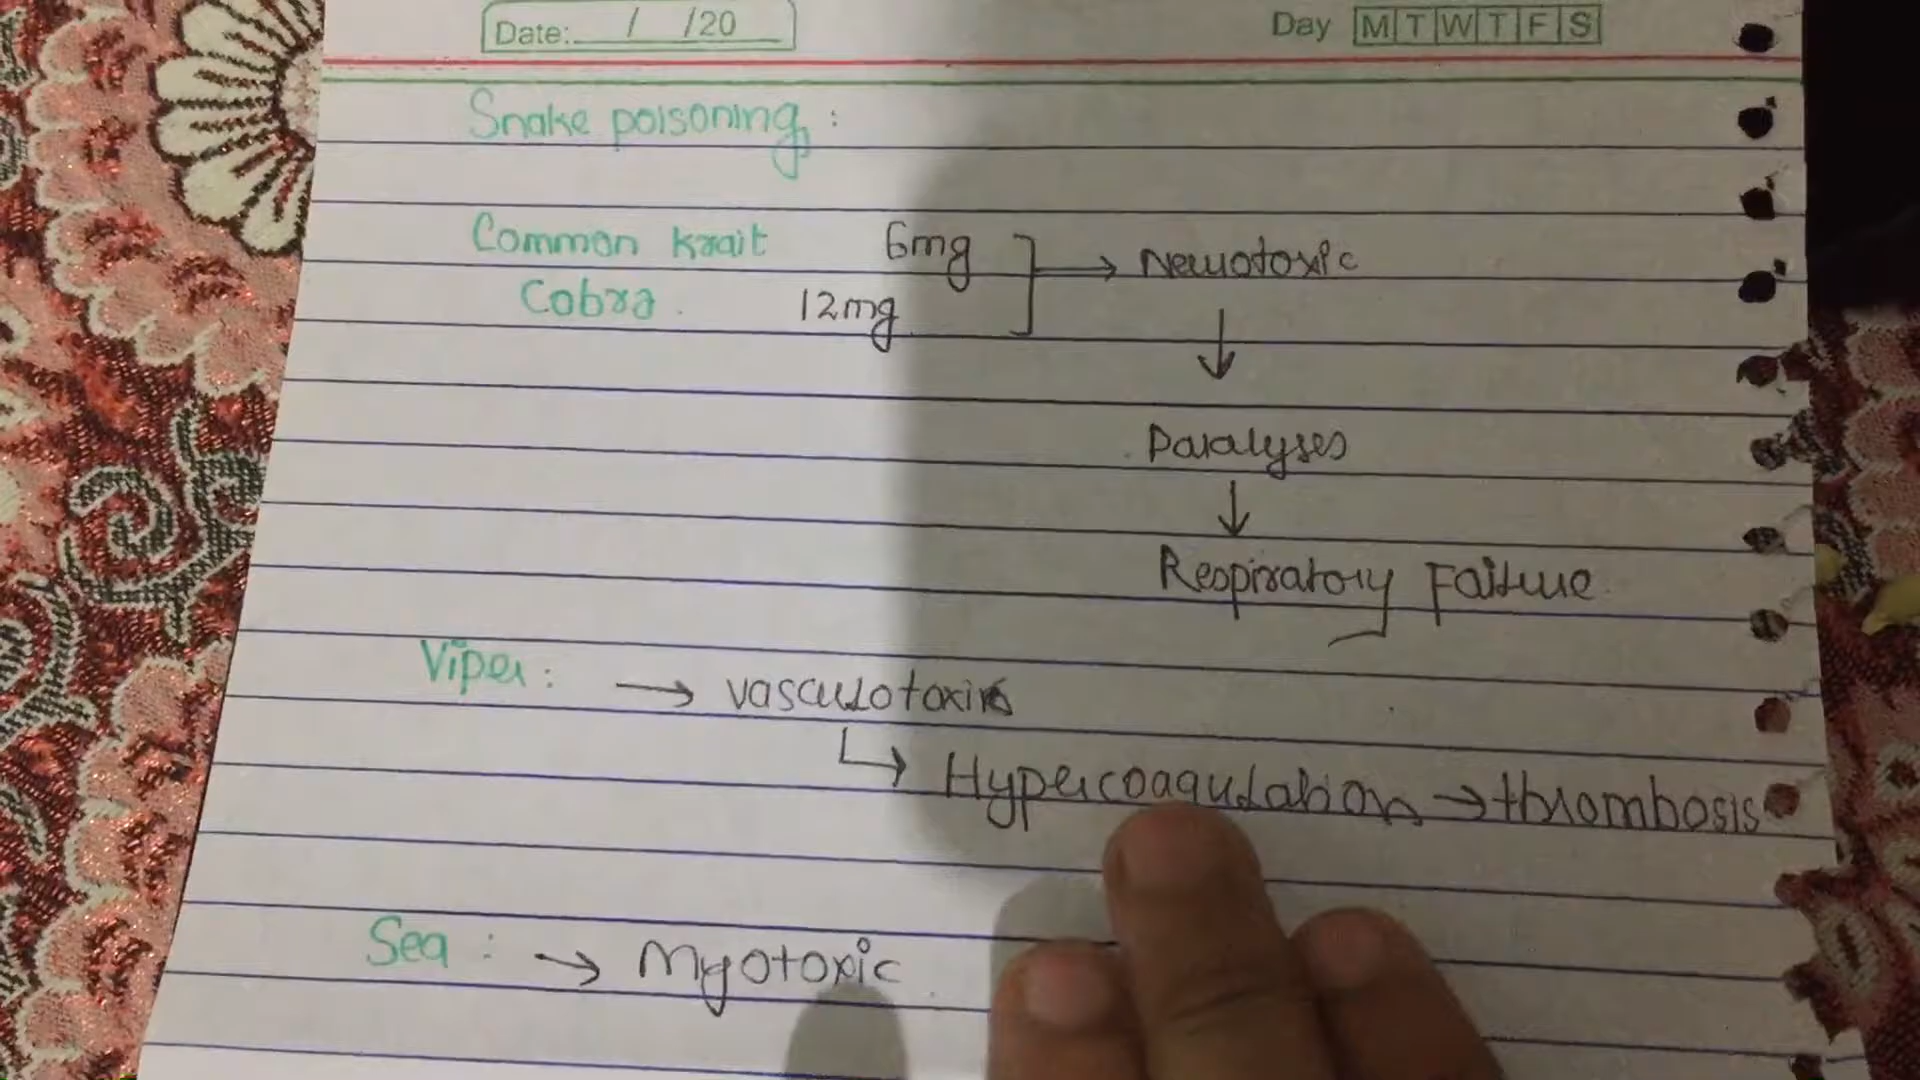 Date: / /20 Day M T W T F S
Snake poisoning :
Common krait 6mg → Neurotoxic
Cobra. 12mg
↓
Paralyses
↓
Respiratory Failure
Viper : → vasculotoxic
↳ Hypercoagulation → thrombosis
Sea : → Myotoxic